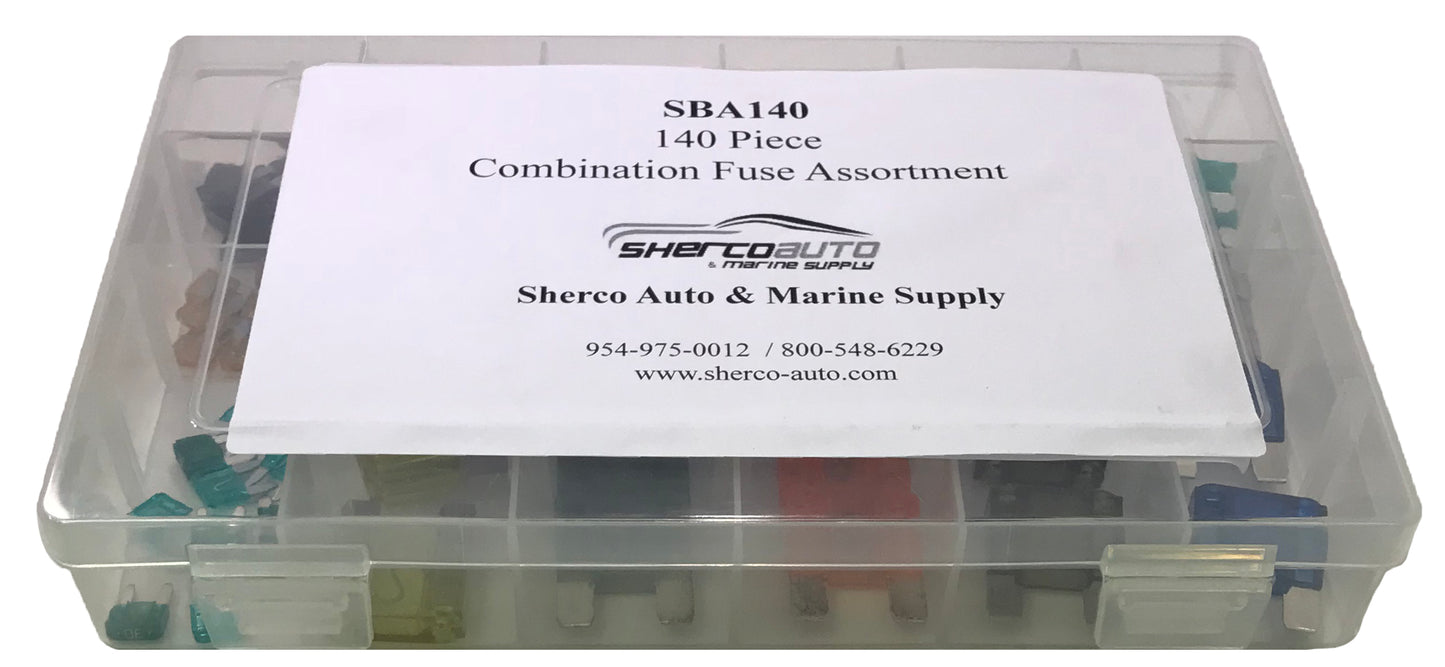 SBA140
140 Piece
Combination Fuse Assortment
SHercoAUTO
& MARINE SUPPLY
Sherco Auto & Marine Supply
954-975-0012 / 800-548-6229
www.sherco-auto.com